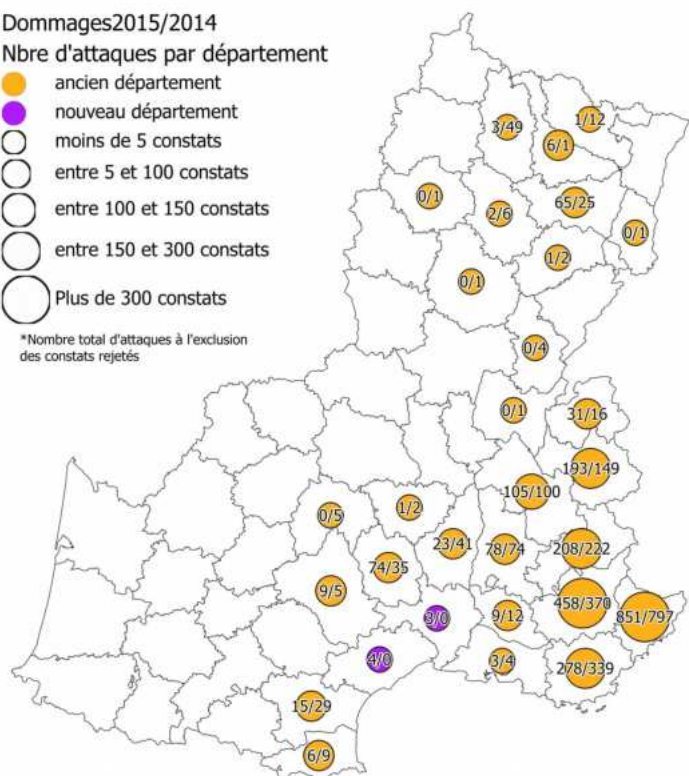 Dommages2015/2014
Nbre d'attaques par département
ancien département
nouveau département
moins de 5 constats
entre 5 et 100 constats
entre 100 et 150 constats
entre 150 et 300 constats
Plus de 300 constats
*Nombre total d'attaques à l'exclusion
des constats rejetés
3/49
1/12
6/1
0/1
2/6
65/25
0/1
1/2
0/1
0/4
0/1
31/16
193/149
105/100
0/5
1/2
23/41
78/74
208/222
74/35
9/5
458/370
851/797
3/0
9/12
4/0
3/4
278/339
15/29
6/9